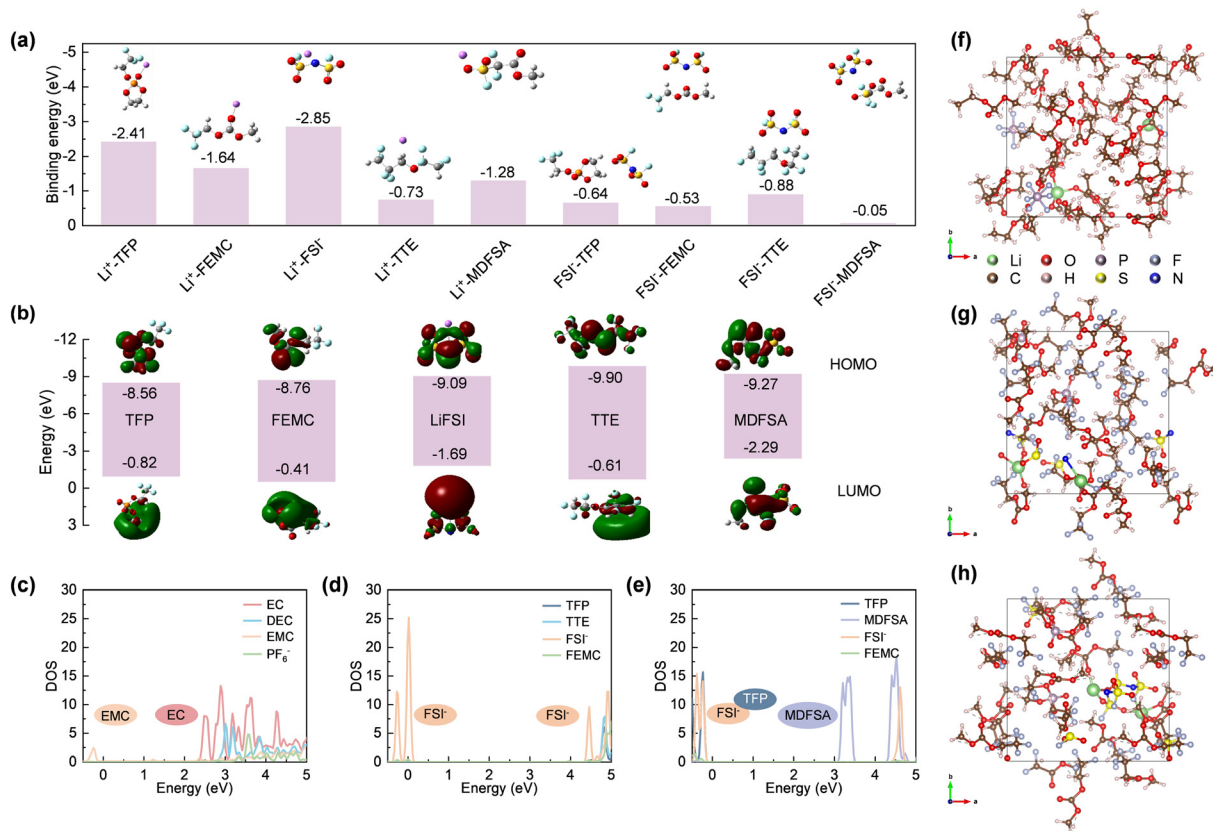 (a)
Binding energy (eV)
-5
-4
-3
-2
-1
0
-2.41
-1.64
-2.85
-0.73
-1.28
-0.64
-0.53
-0.88
-0.05
Li⁺-TFP
Li⁺-FEMC
Li⁺-FSI⁻
Li⁺-TTE
Li⁺-MDFSA
FSI⁻-TFP
FSI⁻-FEMC
FSI⁻-TTE
FSI⁻-MDFSA
(b)
Energy (eV)
-12
-9
-6
-3
0
3
HOMO
-8.56
-8.76
-9.09
-9.90
-9.27
TFP
FEMC
LiFSI
TTE
MDFSA
-0.82
-0.41
-1.69
-0.61
-2.29
LUMO
(c)
DOS
30
25
20
15
10
5
0
EC
DEC
EMC
PF₆⁻
EMC
EC
0 1 2 3 4 5
Energy (eV)
(d)
DOS
30
25
20
15
10
5
0
TFP
TTE
FSI⁻
FEMC
FSI⁻
FSI⁻
0 1 2 3 4 5
Energy (eV)
(e)
DOS
30
25
20
15
10
5
0
TFP
MDFSA
FSI⁻
FEMC
FSI⁻
TFP
MDFSA
0 1 2 3 4 5
Energy (eV)
(f)
b
a
Li O P F
C H S N
(g)
b
a
(h)
b
a